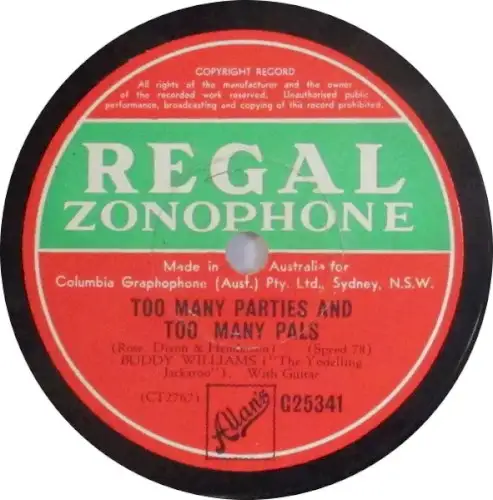 COPYRIGHT RECORD
All rights of the manufacturer and the owner
of the recorded work reserved. Unauthorised public
performance, broadcasting and copying of this record prohibited.
REGAL
ZONOPHONE
Made in Australia for
Columbia Graphophone (Aust.) Pty. Ltd., Sydney, N.S.W.
TOO MANY PARTIES AND
TOO MANY PALS
(Rose, Dixon & Henderson) (Speed 78)
BUDDY WILLIAMS ("The Yodelling
Jackaroo"). With Guitar
(CT2767) Allan's G25341